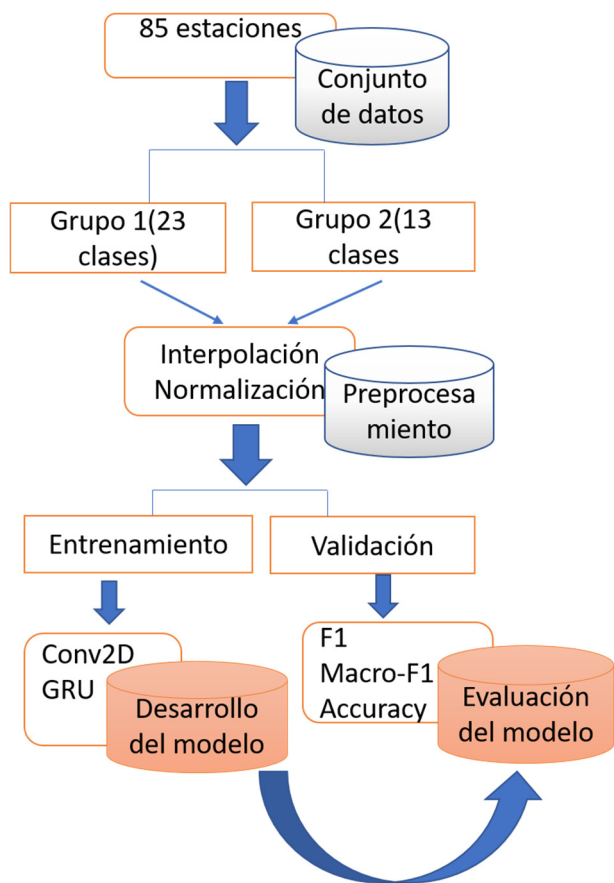 85 estaciones
Conjunto
de datos
Grupo 1(23
clases)
Grupo 2(13
clases
Interpolación
Normalización
Preprocesa
miento
Entrenamiento
Validación
Conv2D
GRU
Desarrollo
del modelo
F1
Macro-F1
Accuracy
Evaluación
del modelo